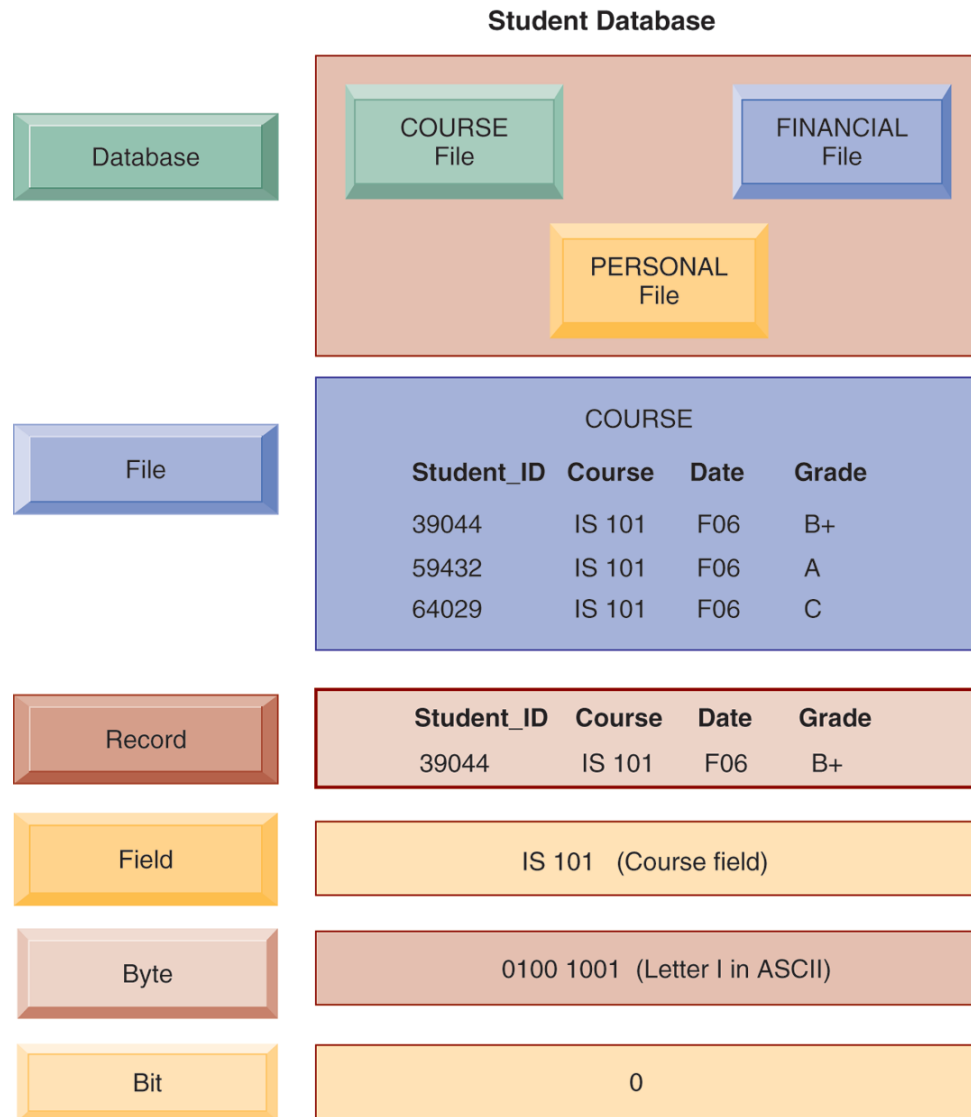 Student Database
Database
COURSE
File
FINANCIAL
File
PERSONAL
File
File
COURSE
Student_ID Course Date Grade
39044 IS 101 F06 B+
59432 IS 101 F06 A
64029 IS 101 F06 C
Record
Student_ID Course Date Grade
39044 IS 101 F06 B+
Field
IS 101 (Course field)
Byte
0100 1001 (Letter I in ASCII)
Bit
0